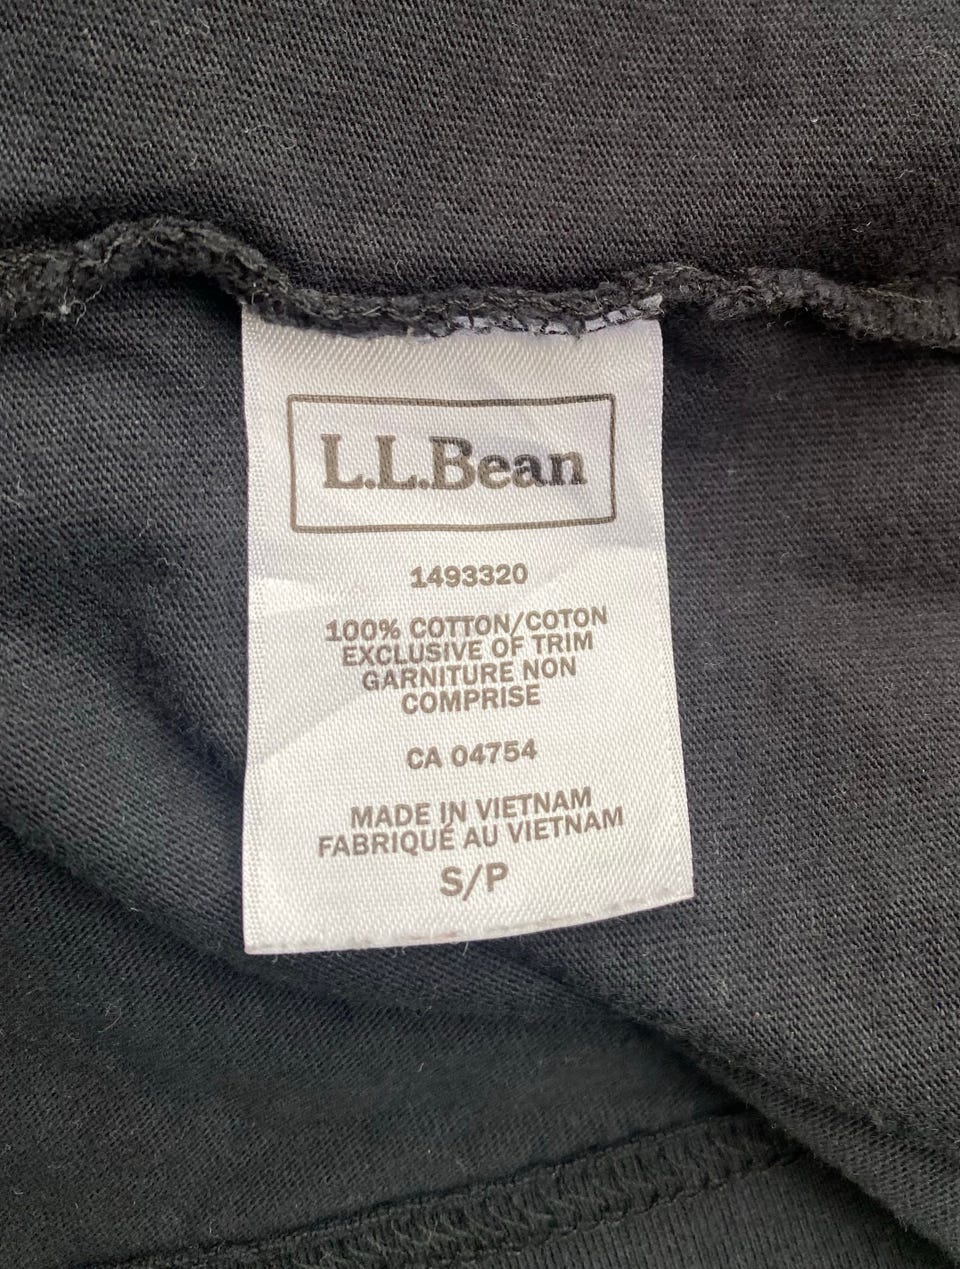 L.L.Bean
1493320
100% COTTON/COTON
EXCLUSIVE OF TRIM
GARNITURE NON
COMPRISE
CA 04754
MADE IN VIETNAM
FABRIQUÉ AU VIETNAM
S/P